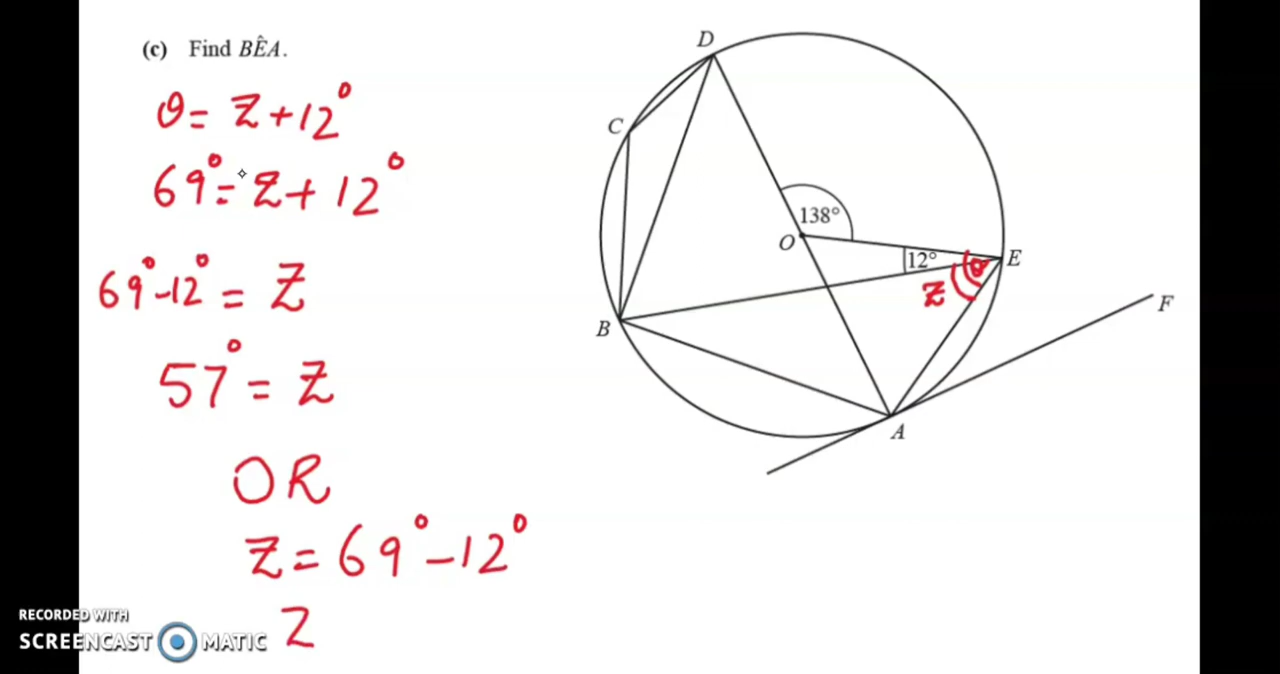 (c) Find BÊA.
θ = Z + 12°
69° = Z + 12°
69° - 12° = Z
57° = Z
OR
Z = 69° - 12°
Z
D
C
138°
O
12°
θ
E
Z
F
B
A
RECORDED WITH
SCREENCAST MATIC